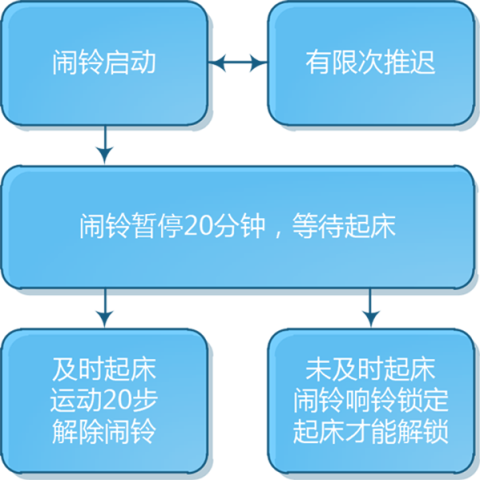 闹铃启动
有限次推迟
闹铃暂停20分钟，等待起床
及时起床
运动20步
解除闹铃
未及时起床
闹铃响铃锁定
起床才能解锁